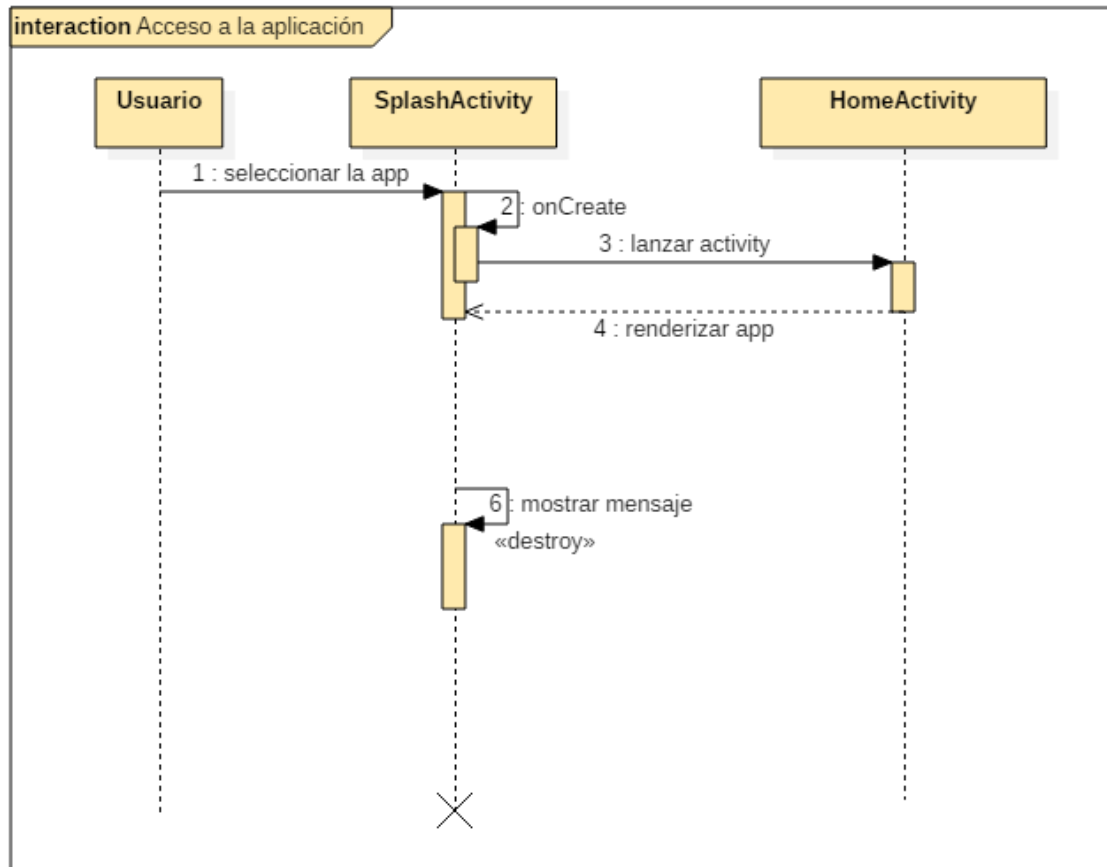 interaction Acceso a la aplicación
Usuario
SplashActivity
HomeActivity
1 : seleccionar la app
2 : onCreate
3 : lanzar activity
4 : renderizar app
6 : mostrar mensaje
«destroy»